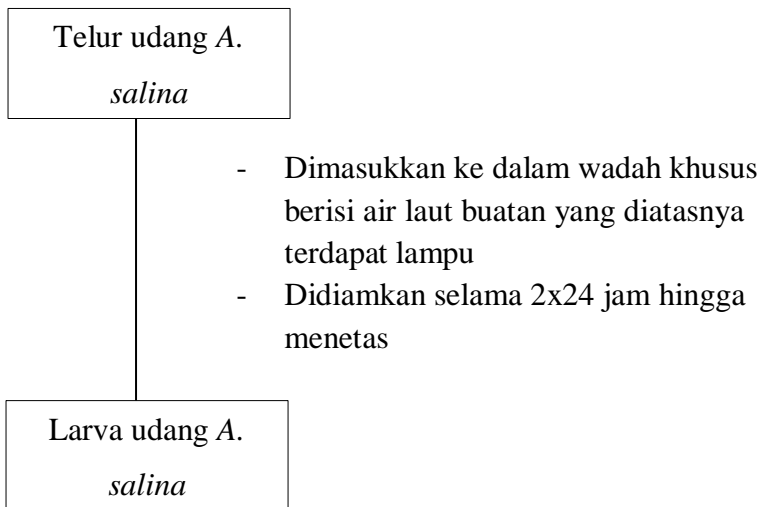 Telur udang A.
salina
- Dimasukkan ke dalam wadah khusus
berisi air laut buatan yang diatasnya
terdapat lampu
- Didiamkan selama 2x24 jam hingga
menetas
Larva udang A.
salina